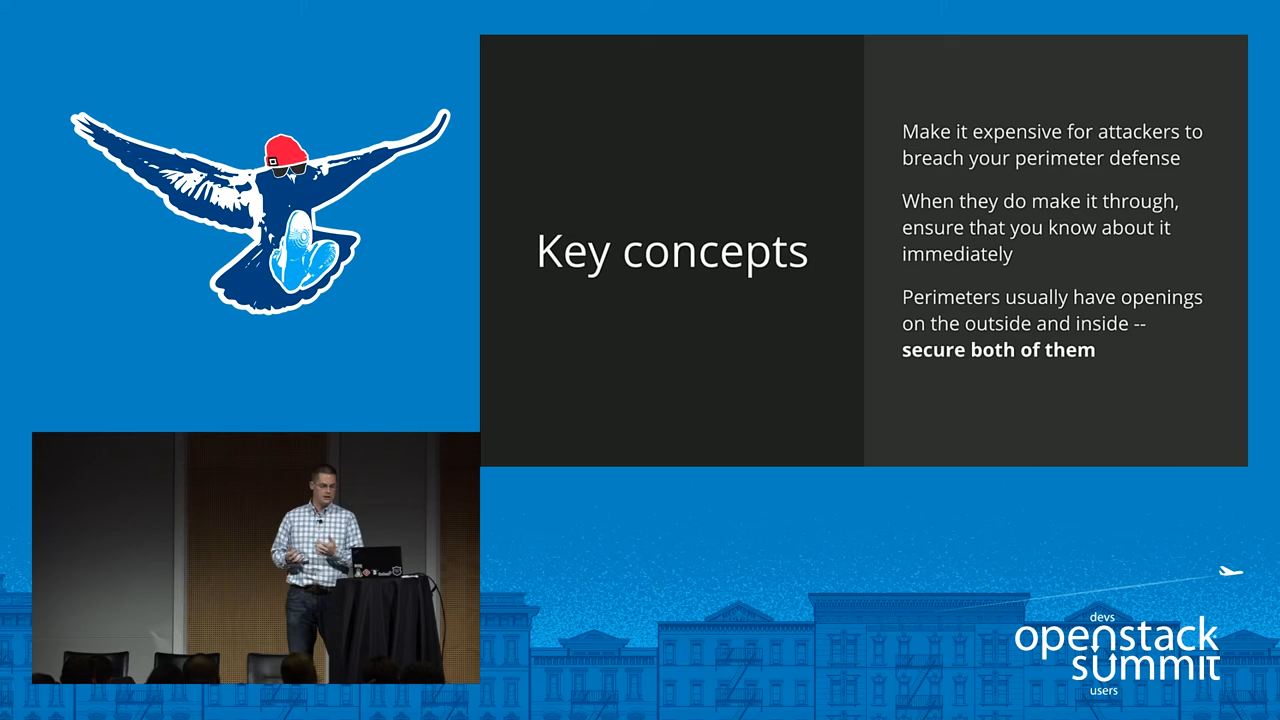 Key concepts
Make it expensive for attackers to
breach your perimeter defense
When they do make it through,
ensure that you know about it
immediately
Perimeters usually have openings
on the outside and inside --
secure both of them
devs
openstack
summit
users